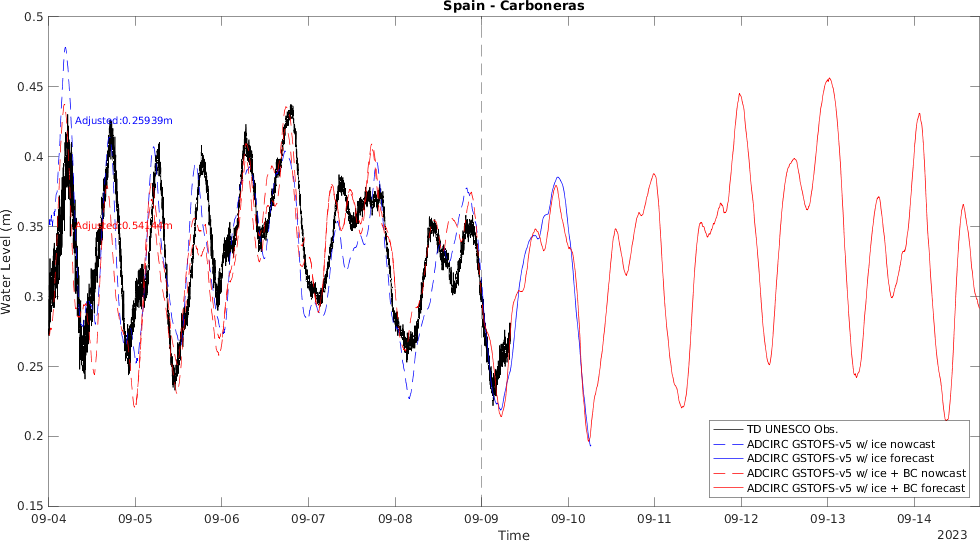 Spain - Carboneras
0.5
0.45
0.4
0.35
0.3
0.25
0.2
0.15
Water Level (m)
Adjusted:0.25939m
09-04
09-05
09-06
09-07
09-08
09-09
09-10
09-11
09-12
09-13
09-14
Time
2023
TD UNESCO Obs.
ADCIRC GSTOFS-v5 w/ ice nowcast
ADCIRC GSTOFS-v5 w/ ice forecast
ADCIRC GSTOFS-v5 w/ ice + BC nowcast
ADCIRC GSTOFS-v5 w/ ice + BC forecast